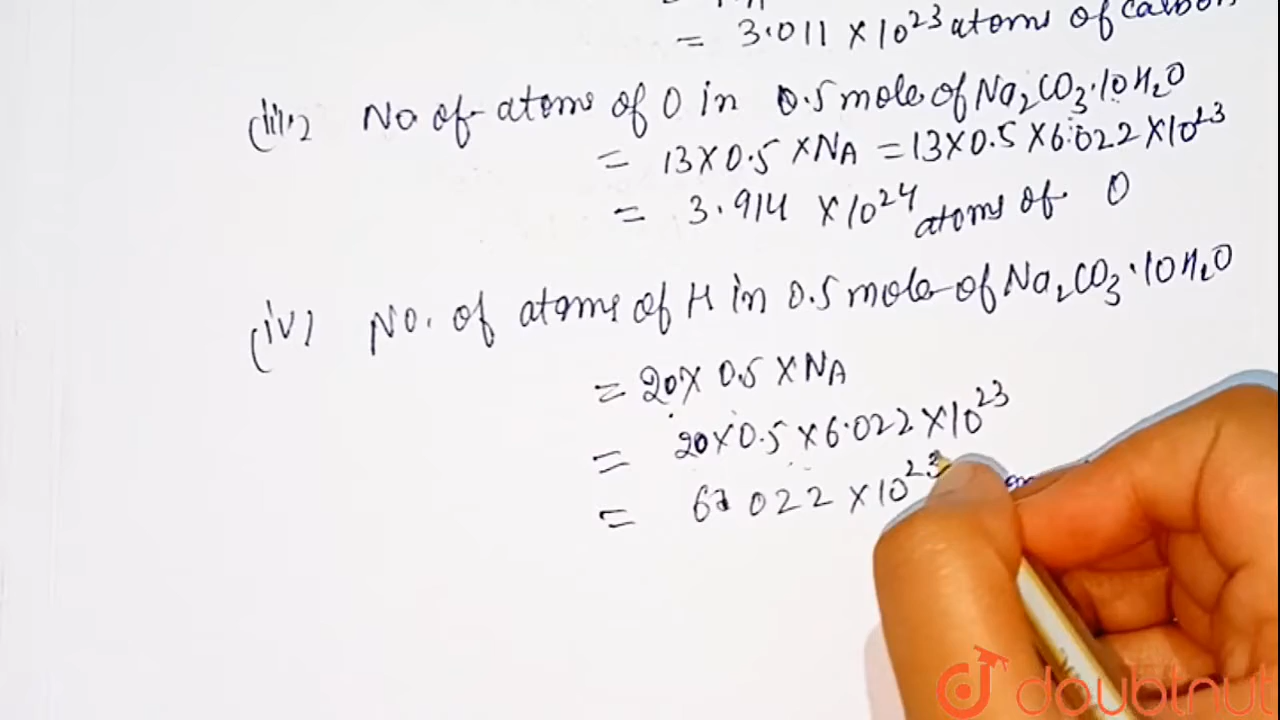 = 3.011 × 10²³ atoms of carbon
(iii) No of atoms of O in 0.5 mole of Na₂CO₃.10H₂O
= 13 × 0.5 × NA = 13 × 0.5 × 6.022 × 10²³
= 3.914 × 10²⁴ atoms of O
(iv) No. of atoms of H in 0.5 mole of Na₂CO₃.10H₂O
= 20 × 0.5 × NA
= 20 × 0.5 × 6.022 × 10²³
= 6.022 × 10²³
doubtnut